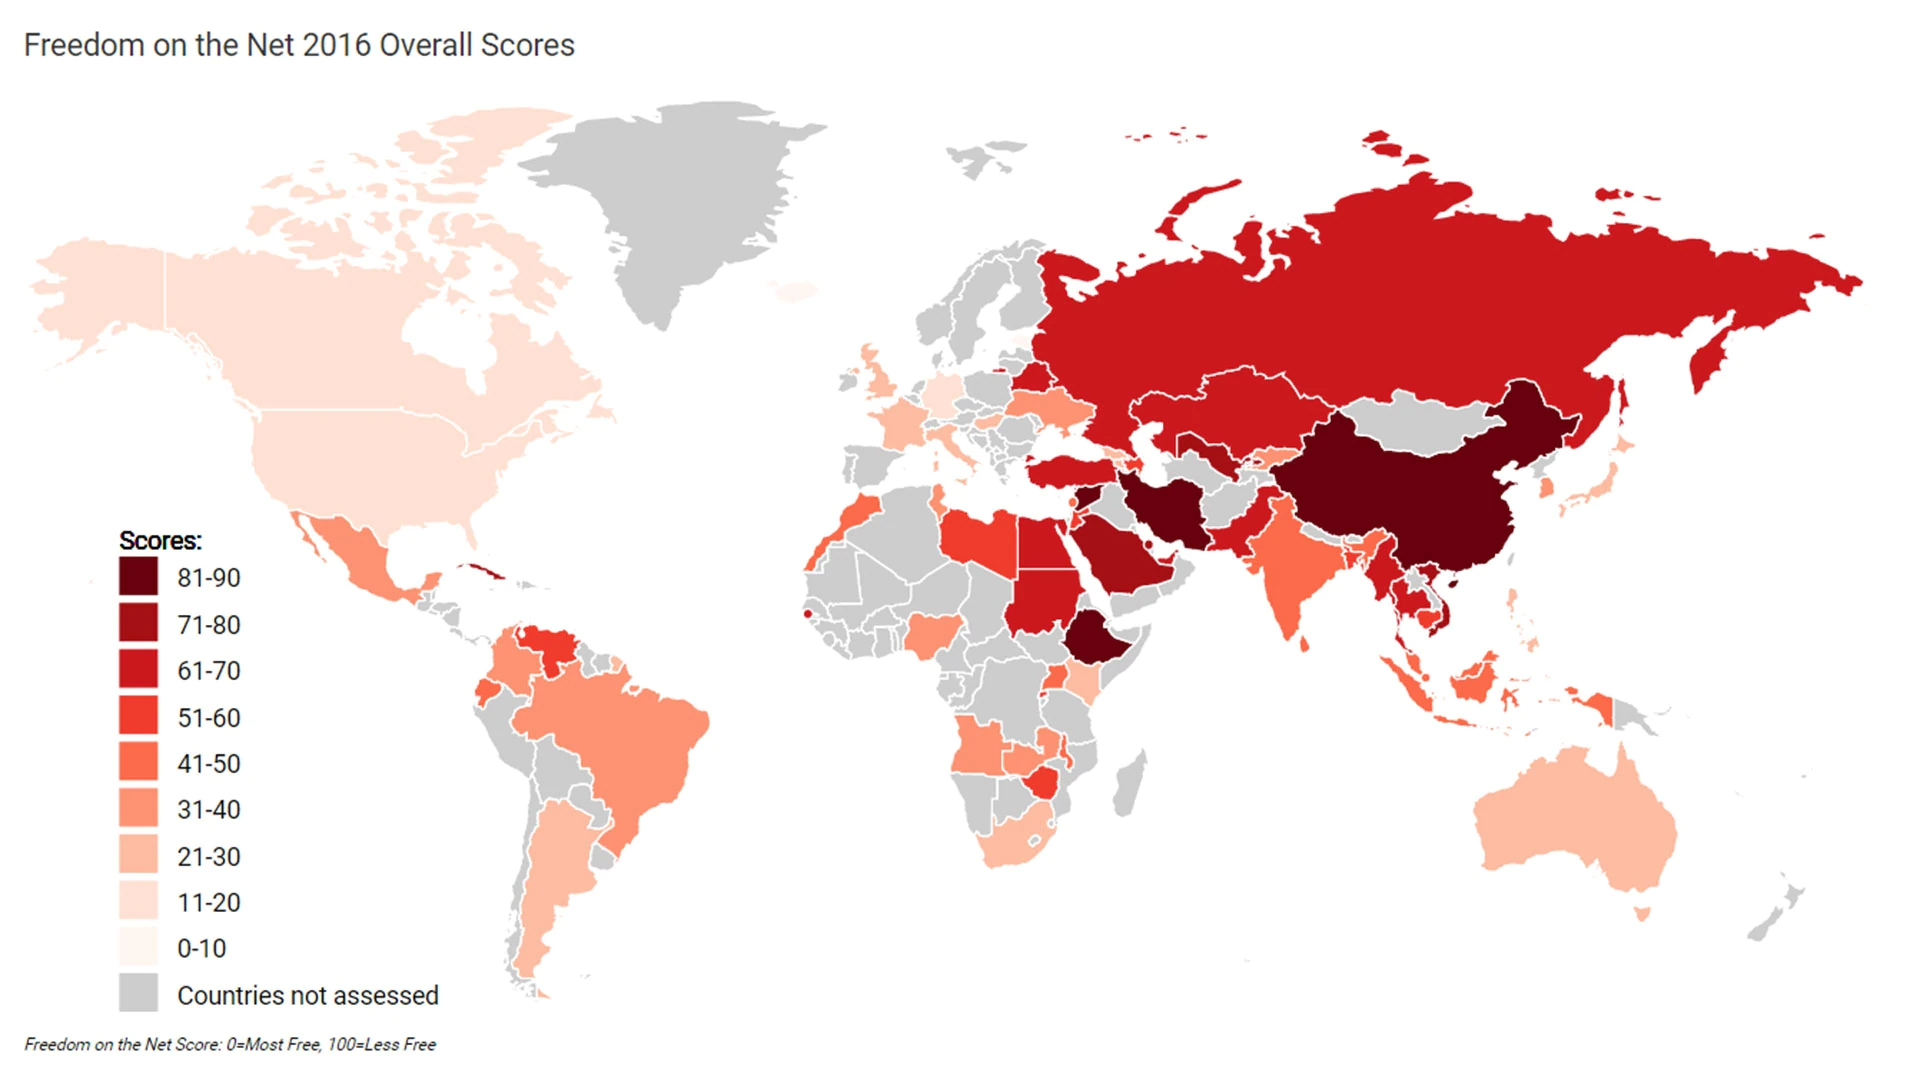 Freedom on the Net 2016 Overall Scores
Scores:
81-90
71-80
61-70
51-60
41-50
31-40
21-30
11-20
0-10
Countries not assessed
Freedom on the Net Score: 0=Most Free, 100=Less Free